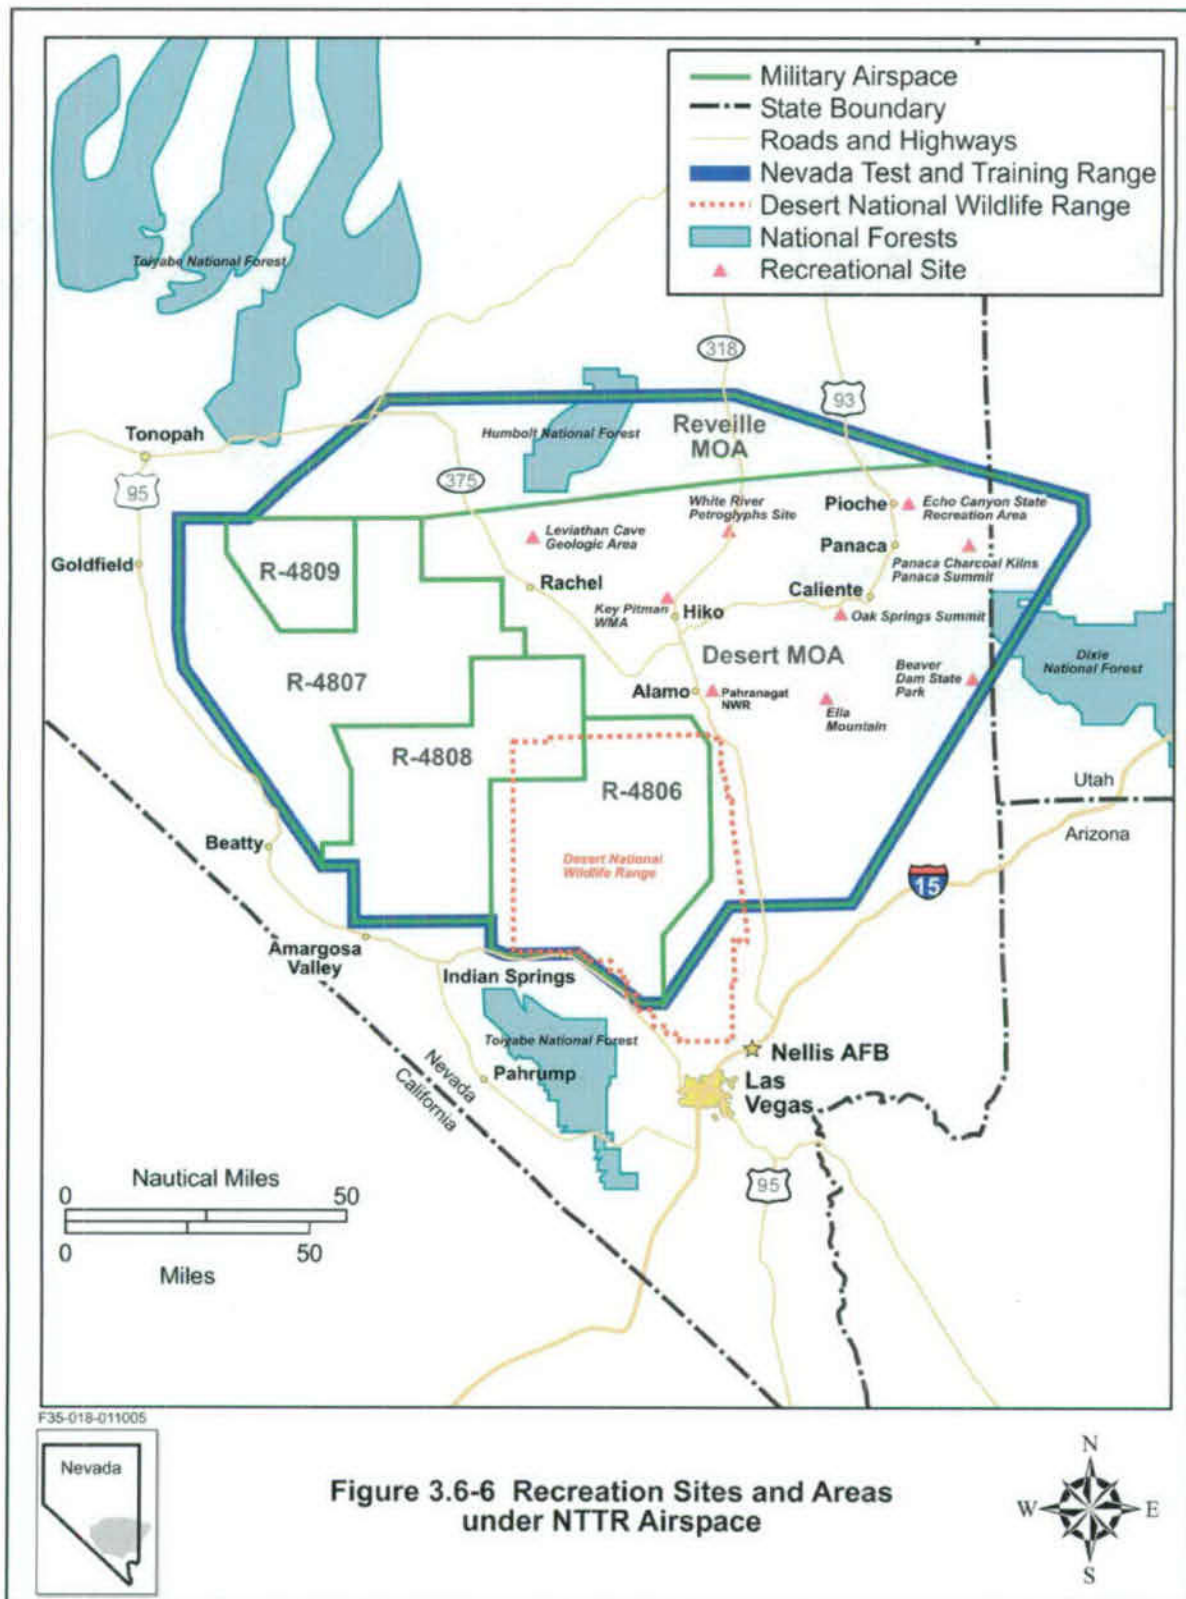 Military Airspace
State Boundary
Roads and Highways
Nevada Test and Training Range
Desert National Wildlife Range
National Forests
Recreational Site
Toiyabe National Forest
318
93
Tonopah
Humbolt National Forest
Reveille
MOA
95
375
White River
Petroglyphs Site
Pioche
Echo Canyon State
Recreation Area
Leviathan Cave
Geologic Area
Goldfield
R-4809
Panaca
Panaca Charcoal Kilns
Panaca Summit
Rachel
Caliente
Key Pitman
WMA
Hiko
Oak Springs Summit
R-4807
Desert MOA
Dixie
National Forest
Beaver
Dam State
Park
Alamo
Pahranagat
NWR
Ella
Mountain
R-4808
R-4806
Utah
Arizona
Beatty
Desert National
Wildlife Range
15
Amargosa
Valley
Indian Springs
Toiyabe National Forest
Nellis AFB
Nevada
California
Pahrump
Las
Vegas
95
Nautical Miles
0 50
0 50
Miles
F35-018-011005
Nevada
Figure 3.6-6 Recreation Sites and Areas
under NTTR Airspace
N
W E
S